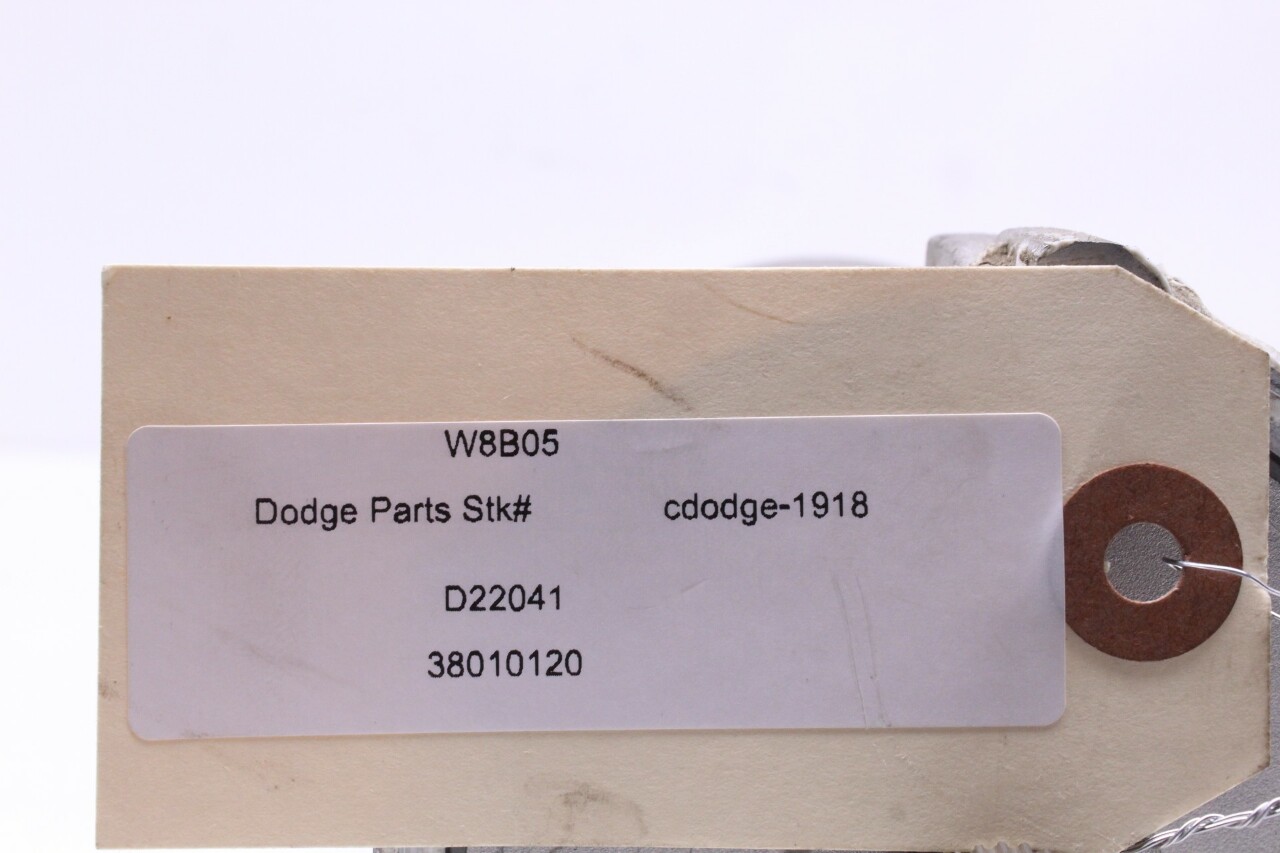 W8B05
Dodge Parts Stk# cdodge-1918
D22041
38010120